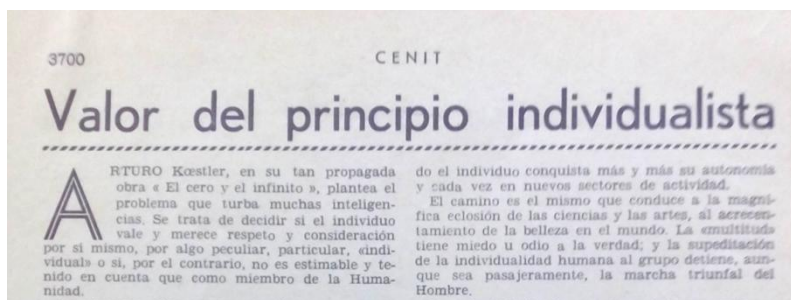 3700
CENIT
Valor del principio individualista
ARTURO Kœstler, en su tan propagada
obra « El cero y el infinito », plantea el
problema que turba muchas inteligen-
cias. Se trata de decidir si el individuo
vale y merece respeto y consideración
por sí mismo, por algo peculiar, particular, «indi-
vidual» o si, por el contrario, no es estimable y te-
nido en cuenta que como miembro de la Huma-
nidad.
do el individuo conquista más y más su autonomía
y cada vez en nuevos sectores de actividad.
El camino es el mismo que conduce a la magní-
fica eclosión de las ciencias y las artes, al acrecen-
tamiento de la belleza en el mundo. La «multitud»
tiene miedo u odio a la verdad; y la supeditación
de la individualidad humana al grupo detiene, aun-
que sea pasajeramente, la marcha triunfal del
Hombre.